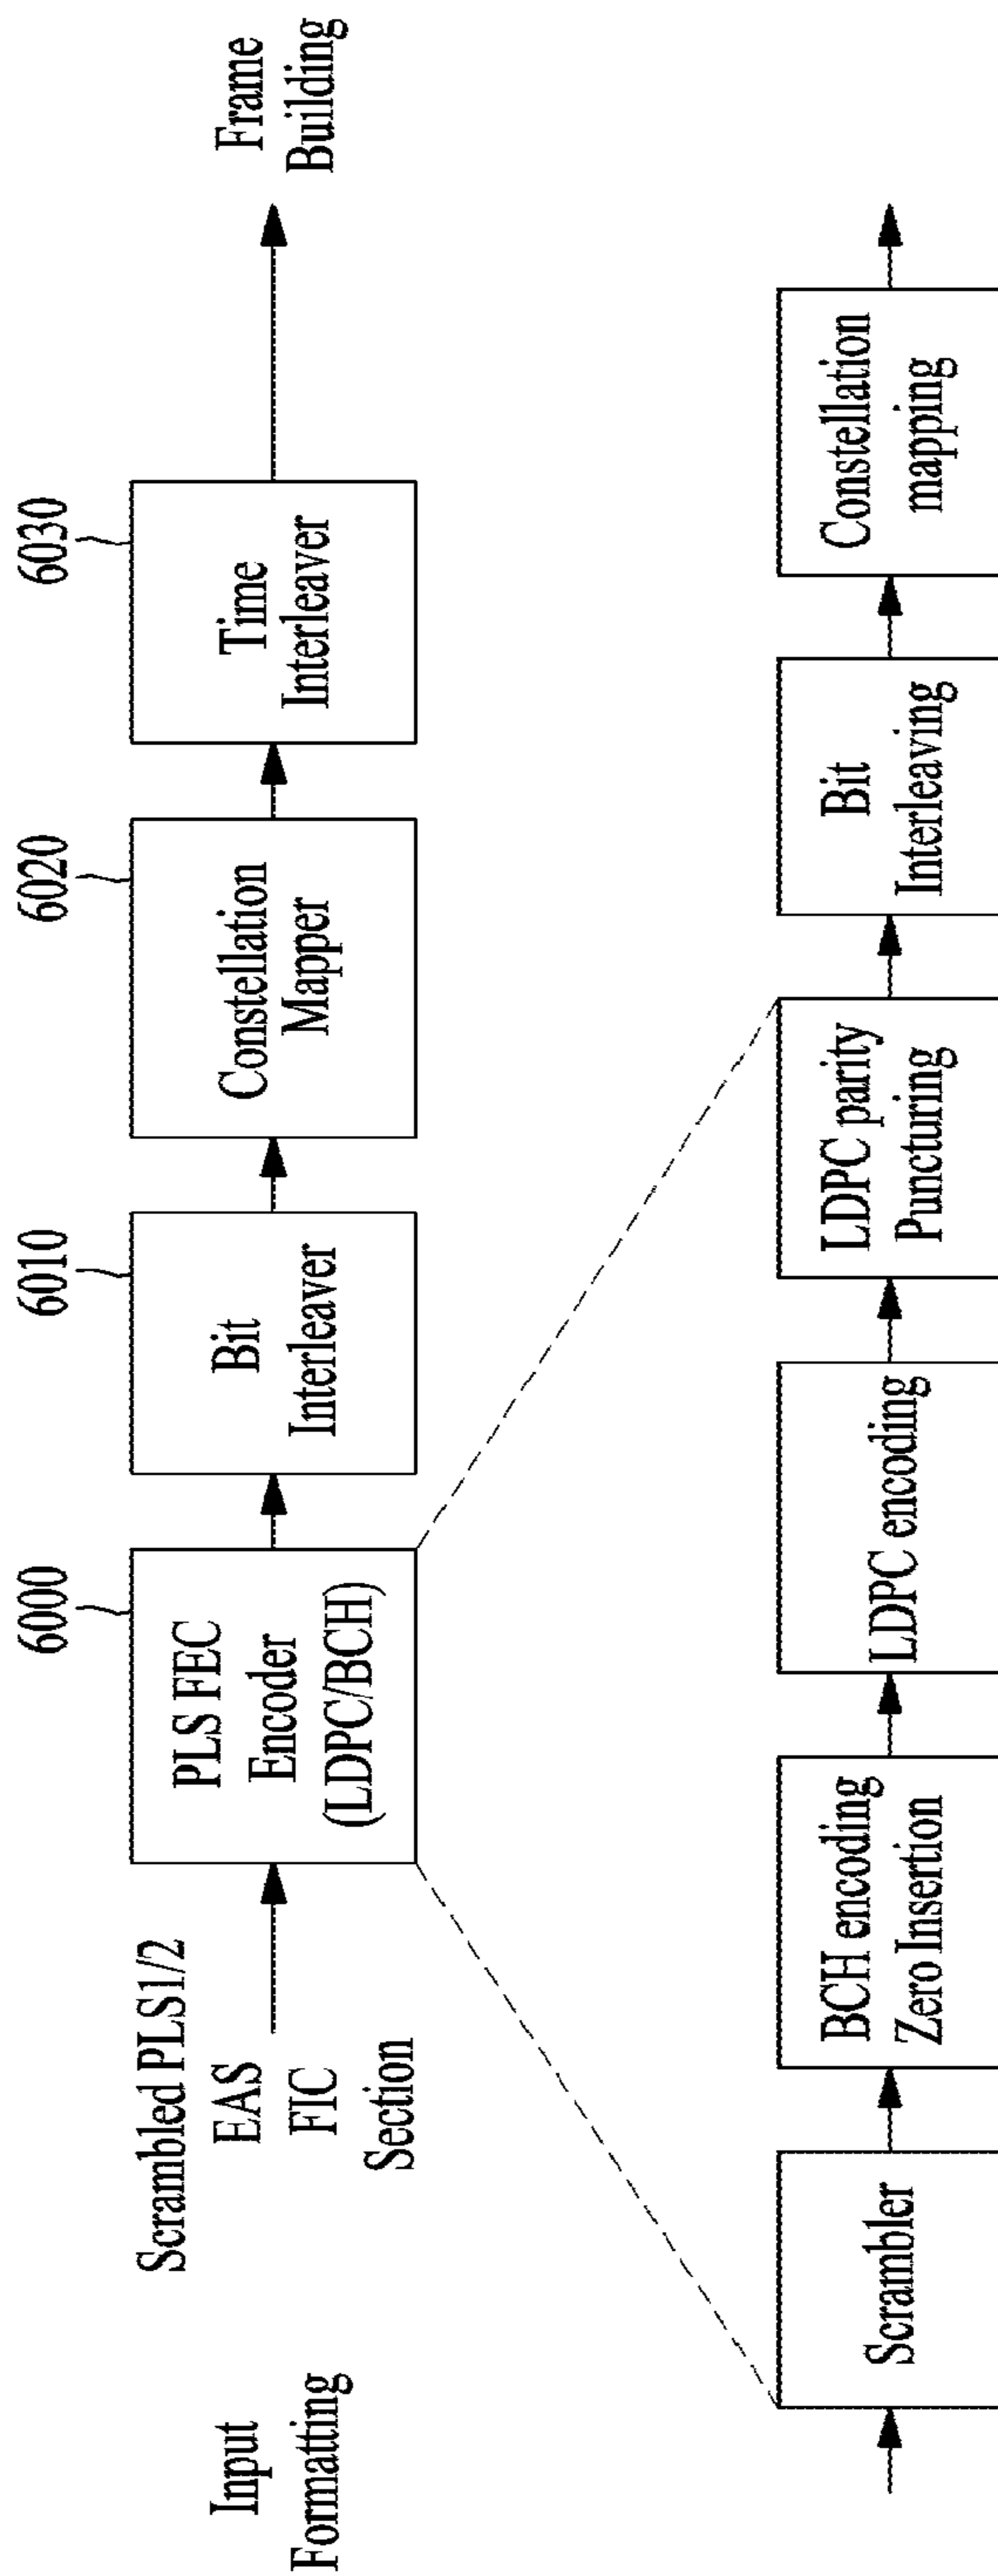 Input
Formatting
Scrambled PLS1/2
EAS
FIC
Section
6000
PLS FEC
Encoder
(LDPC/BCH)
6010
Bit
Interleaver
6020
Constellation
Mapper
6030
Time
Interleaver
Frame
Building
Scrambler
BCH encoding
Zero Insertion
LDPC encoding
LDPC parity
Puncturing
Bit
Interleaving
Constellation
mapping